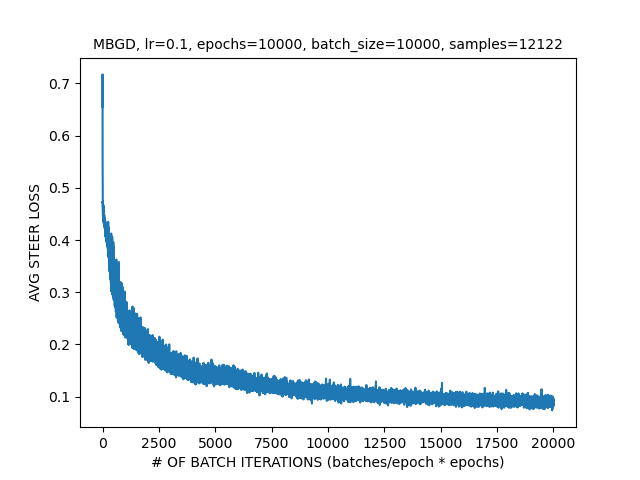 MBGD, lr=0.1, epochs=10000, batch_size=10000, samples=12122
0.7
0.6
0.5
0.4
0.3
0.2
0.1
AVG STEER LOSS
0 2500 5000 7500 10000 12500 15000 17500 20000
# OF BATCH ITERATIONS (batches/epoch * epochs)